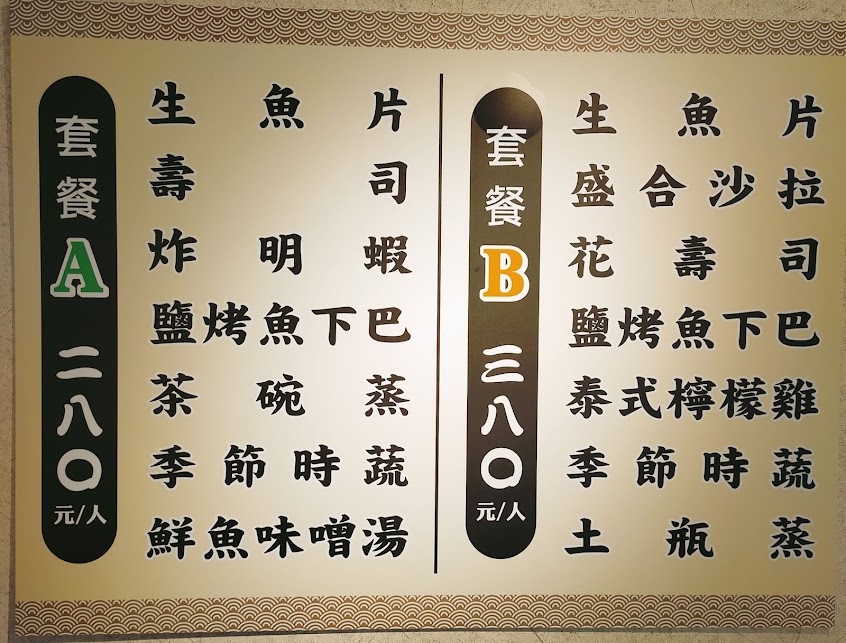 套餐A 二八〇元/人
生魚片
壽司
炸明蝦
鹽烤魚下巴
茶碗蒸
季節時蔬
鮮魚味噌湯
套餐B 三八〇元/人
生魚片
盛合沙拉
花壽司
鹽烤魚下巴
泰式檸檬雞
季節時蔬
土瓶蒸